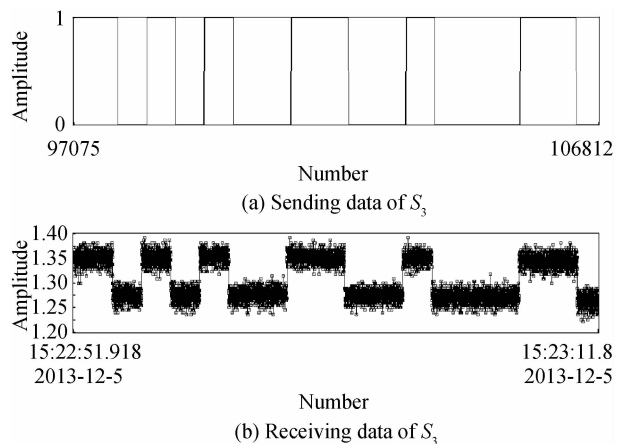 Amplitude
1
0
97075 106812
Number
(a) Sending data of S₃
Amplitude
1.40
1.35
1.30
1.25
1.20
15:22:51.918 15:23:11.8
2013-12-5 2013-12-5
Number
(b) Receiving data of S₃